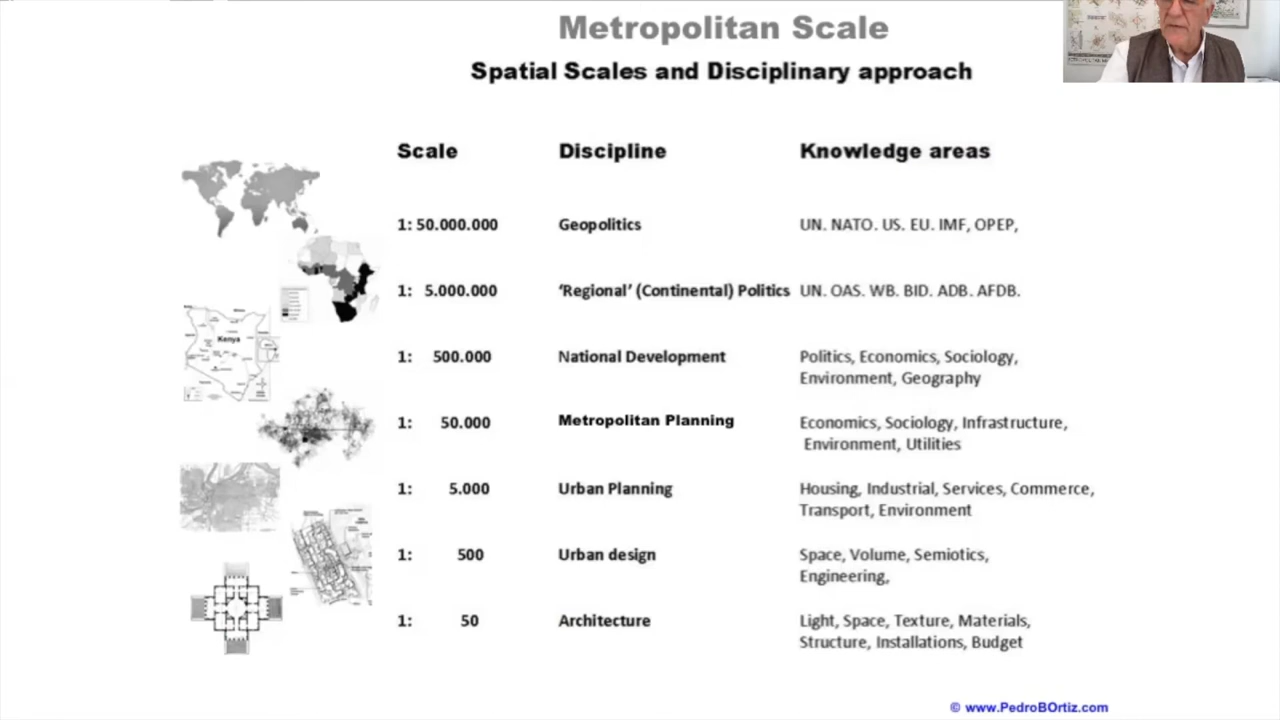 Metropolitan Scale
Spatial Scales and Disciplinary approach
Scale Discipline Knowledge areas
1: 50.000.000 Geopolitics UN. NATO. US. EU. IMF, OPEP,
1: 5.000.000 ‘Regional’ (Continental) Politics UN. OAS. WB. BID. ADB. AFDB.
Kenya
1: 500.000 National Development Politics, Economics, Sociology,
Environment, Geography
1: 50.000 Metropolitan Planning Economics, Sociology, Infrastructure,
Environment, Utilities
1: 5.000 Urban Planning Housing, Industrial, Services, Commerce,
Transport, Environment
1: 500 Urban design Space, Volume, Semiotics,
Engineering,
1: 50 Architecture Light, Space, Texture, Materials,
Structure, Installations, Budget
© www.PedroBOrtiz.com